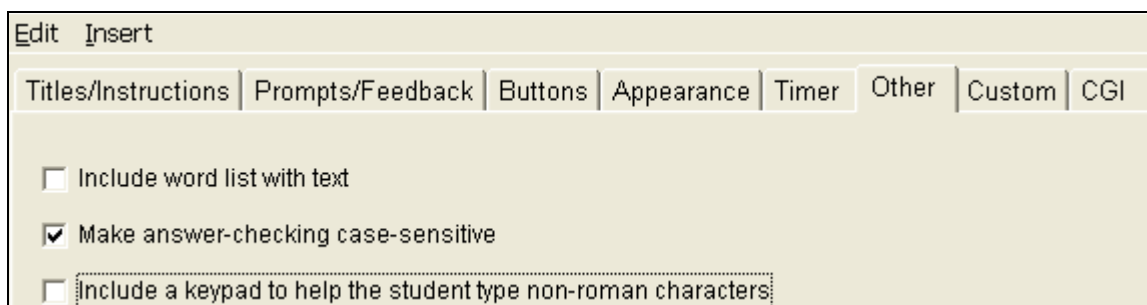 Edit Insert
Titles/Instructions Prompts/Feedback Buttons Appearance Timer Other Custom CGI
Include word list with text
Make answer-checking case-sensitive
Include a keypad to help the student type non-roman characters